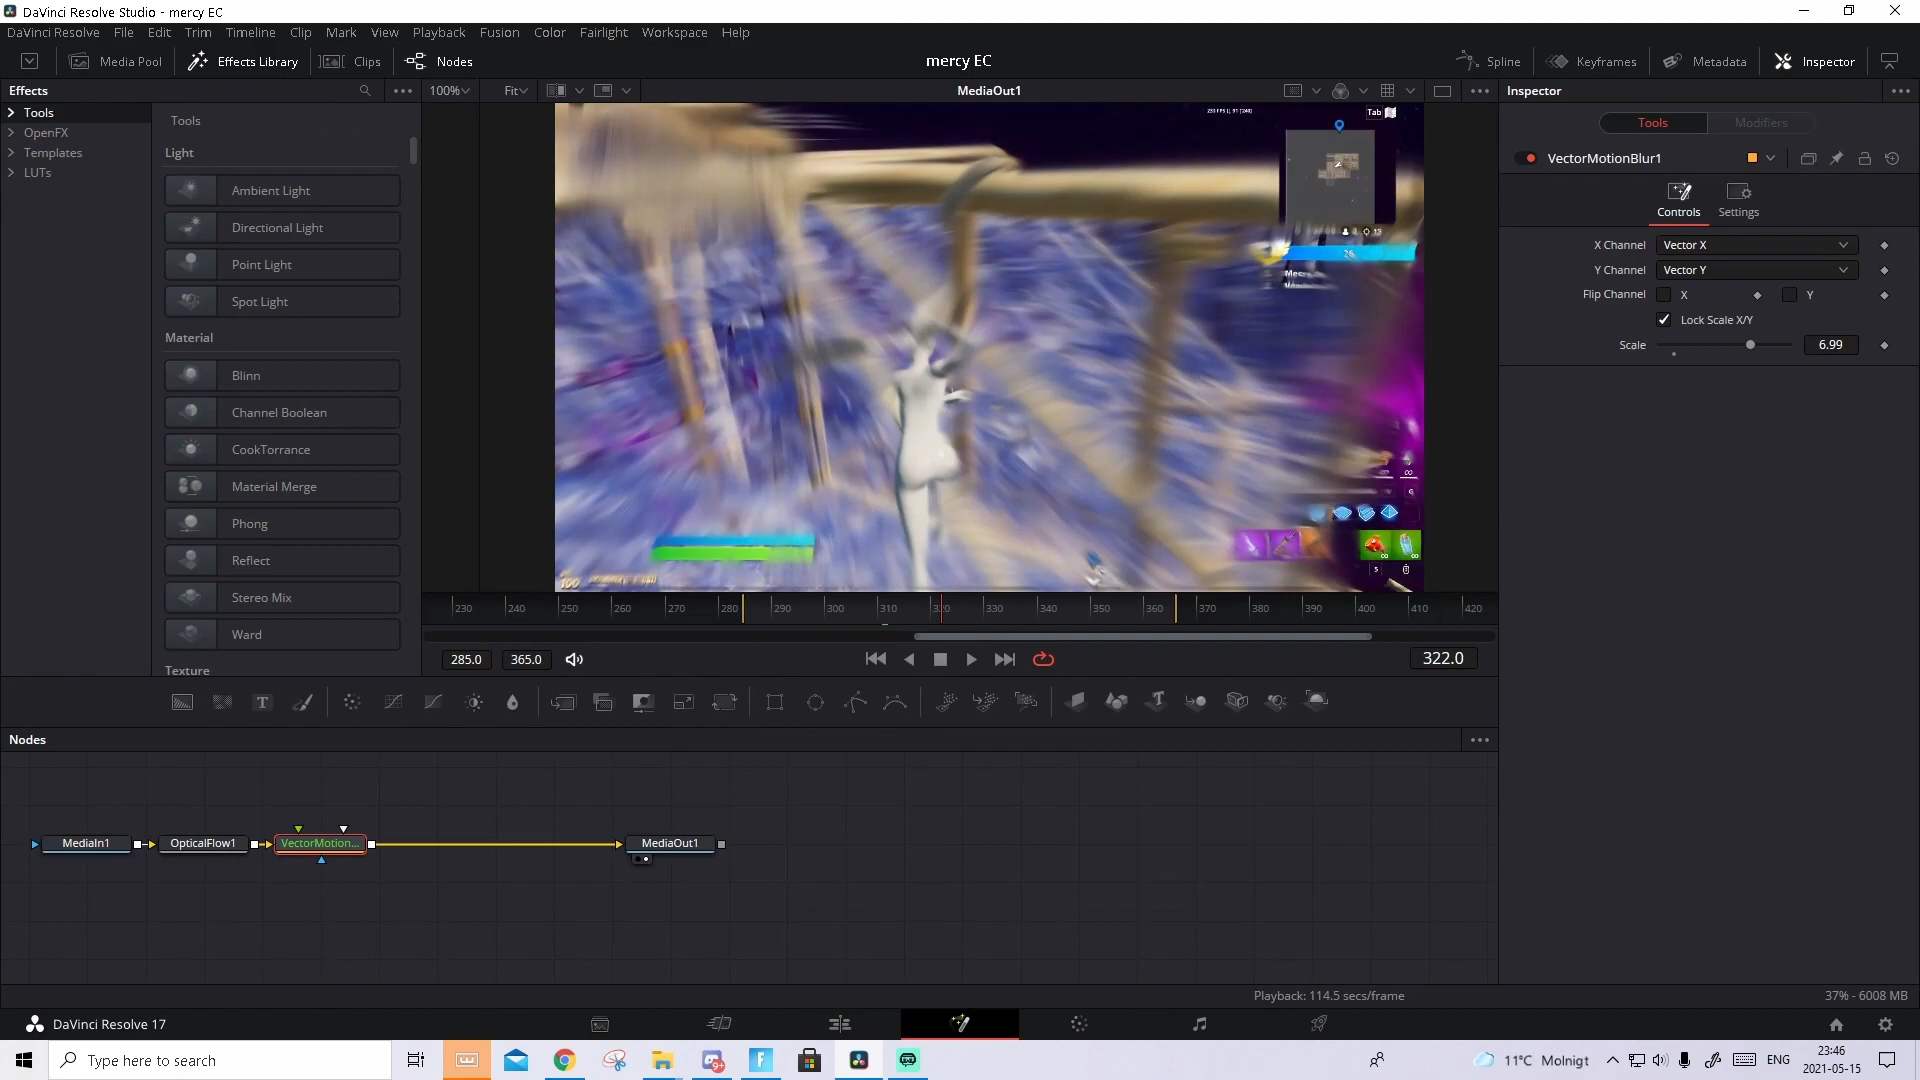 DaVinci Resolve Studio - mercy EC
DaVinci Resolve File Edit Trim Timeline Clip Mark View Playback Fusion Color Fairlight Workspace Help
Media Pool Effects Library Clips Nodes mercy EC Spline Keyframes Metadata Inspector
Effects 100% Fit MediaOut1 Inspector
Tools
OpenFX
Templates
LUTs
Tools
Light
Ambient Light
Directional Light
Point Light
Spot Light
Material
Blinn
Channel Boolean
CookTorrance
Material Merge
Phong
Reflect
Stereo Mix
Ward
Texture
Tab
13
26
100
5
Tools Modifiers
VectorMotionBlur1
Controls Settings
X Channel Vector X
Y Channel Vector Y
Flip Channel X Y
Lock Scale X/Y
Scale 6.99
230 240 250 260 270 280 290 300 310 320 330 340 350 360 370 380 390 400 410 420
285.0 365.0 322.0
Nodes
MediaIn1 OpticalFlow1 VectorMotion... MediaOut1
Playback: 114.5 secs/frame 37% - 6008 MB
DaVinci Resolve 17
Type here to search
9+
11°C Molnigt ENG
23:46
2021-05-15